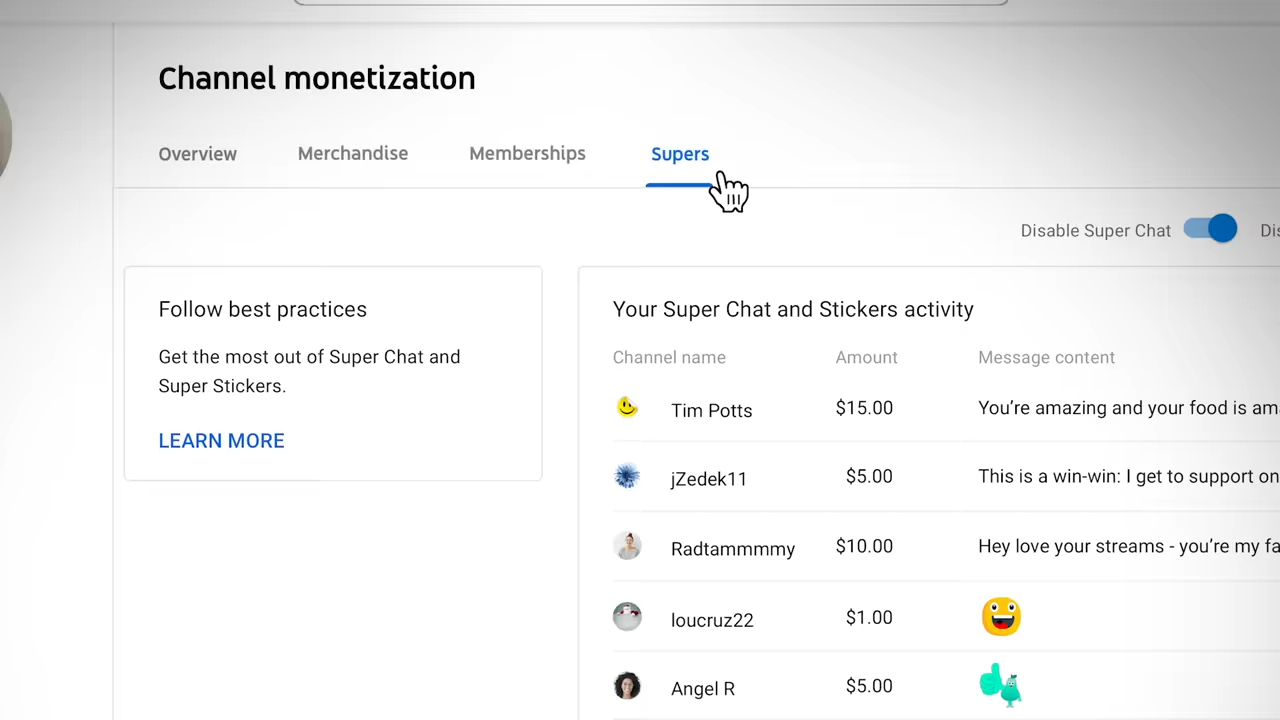 Channel monetization
Overview Merchandise Memberships Supers
Disable Super Chat
Follow best practices
Get the most out of Super Chat and
Super Stickers.
LEARN MORE
Your Super Chat and Stickers activity
Channel name Amount Message content
Tim Potts $15.00 You’re amazing and your food is
jZedek11 $5.00 This is a win-win: I get to support
Radtammmmy $10.00 Hey love your streams - you’re my
loucruz22 $1.00
Angel R $5.00